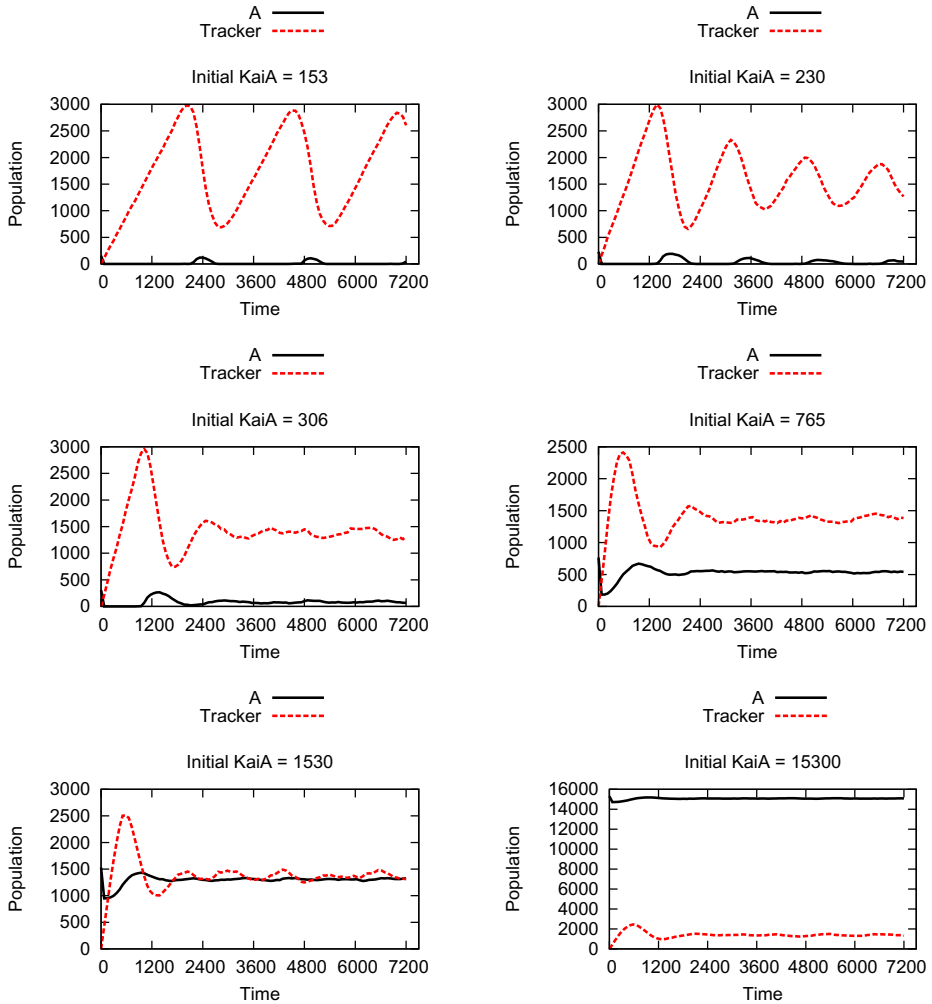 A
Tracker
Initial KaiA = 153
Population
3000
2500
2000
1500
1000
500
0
0 1200 2400 3600 4800 6000 7200
Time
A
Tracker
Initial KaiA = 230
Population
3000
2500
2000
1500
1000
500
0
0 1200 2400 3600 4800 6000 7200
Time
A
Tracker
Initial KaiA = 306
Population
3000
2500
2000
1500
1000
500
0
0 1200 2400 3600 4800 6000 7200
Time
A
Tracker
Initial KaiA = 765
Population
2500
2000
1500
1000
500
0
0 1200 2400 3600 4800 6000 7200
Time
A
Tracker
Initial KaiA = 1530
Population
3000
2500
2000
1500
1000
500
0
0 1200 2400 3600 4800 6000 7200
Time
A
Tracker
Initial KaiA = 15300
Population
16000
14000
12000
10000
8000
6000
4000
2000
0
0 1200 2400 3600 4800 6000 7200
Time